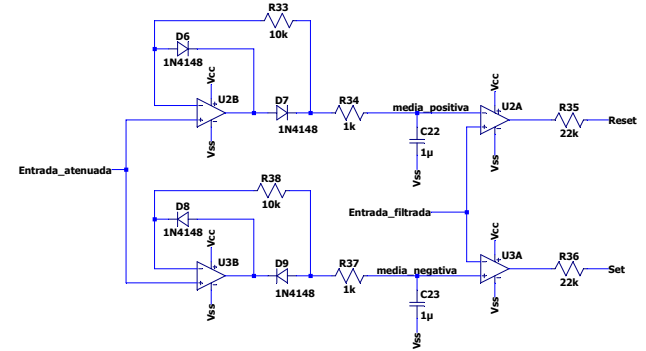 R33
10k
D6
1N4148
Vcc
U2B
D7
1N4148
Vss
R34
1k
media_positiva
C22
1µ
Vss
Vcc
U2A
Vss
R35
22k
Reset
Entrada_atenuada
R38
10k
D8
1N4148
Vcc
U3B
D9
1N4148
Vss
Entrada_filtrada
R37
1k
media_negativa
C23
1µ
Vss
Vcc
U3A
Vss
R36
22k
Set